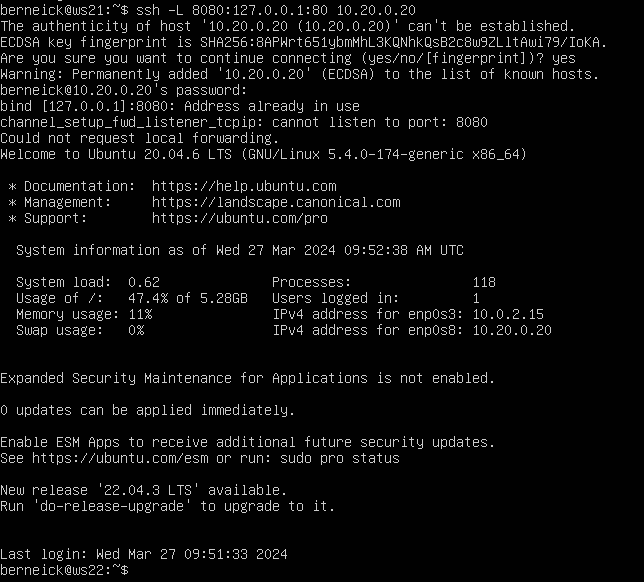 berneick@ws21:~$ ssh -L 8080:127.0.0.1:80 10.20.0.20
The authenticity of host '10.20.0.20 (10.20.0.20)' can't be established.
ECDSA key fingerprint is SHA256:8APWrt651ybmMhL3KQNhkQsB2c8w9ZLltAwi79/IoKA.
Are you sure you want to continue connecting (yes/no/[fingerprint])? yes
Warning: Permanently added '10.20.0.20' (ECDSA) to the list of known hosts.
berneick@10.20.0.20's password:
bind [127.0.0.1]:8080: Address already in use
channel_setup_fwd_listener_tcpip: cannot listen to port: 8080
Could not request local forwarding.
Welcome to Ubuntu 20.04.6 LTS (GNU/Linux 5.4.0-174-generic x86_64)
* Documentation:  https://help.ubuntu.com
* Management:     https://landscape.canonical.com
* Support:        https://ubuntu.com/pro
System information as of Wed 27 Mar 2024 09:52:38 AM UTC
System load:  0.62              Processes:               118
Usage of /:   47.4% of 5.28GB   Users logged in:         1
Memory usage: 11%               IPv4 address for enp0s3: 10.0.2.15
Swap usage:   0%                IPv4 address for enp0s8: 10.20.0.20
Expanded Security Maintenance for Applications is not enabled.
0 updates can be applied immediately.
Enable ESM Apps to receive additional future security updates.
See https://ubuntu.com/esm or run: sudo pro status
New release '22.04.3 LTS' available.
Run 'do-release-upgrade' to upgrade to it.
Last login: Wed Mar 27 09:51:33 2024
berneick@ws22:~$